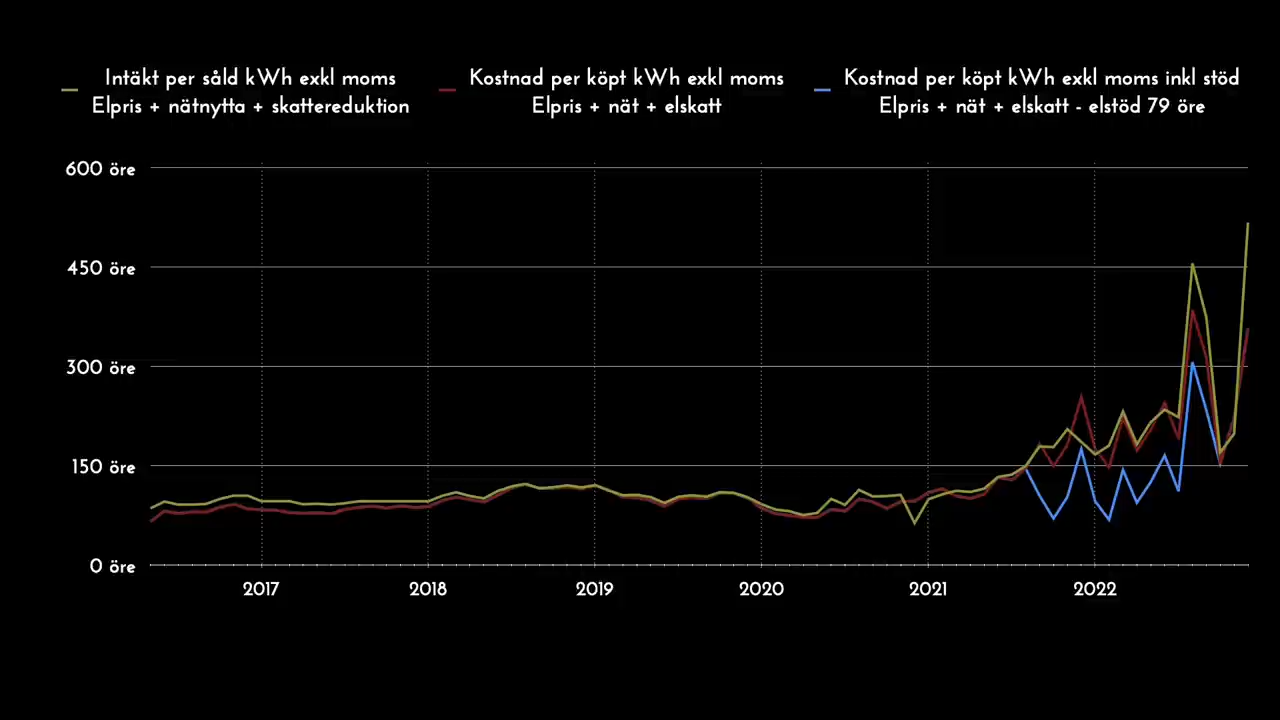 Intäkt per såld kWh exkl moms
Elpris + nätnytta + skattereduktion
Kostnad per köpt kWh exkl moms
Elpris + nät + elskatt
Kostnad per köpt kWh exkl moms inkl stöd
Elpris + nät + elskatt - elstöd 79 öre
600 öre
450 öre
300 öre
150 öre
0 öre
2017
2018
2019
2020
2021
2022